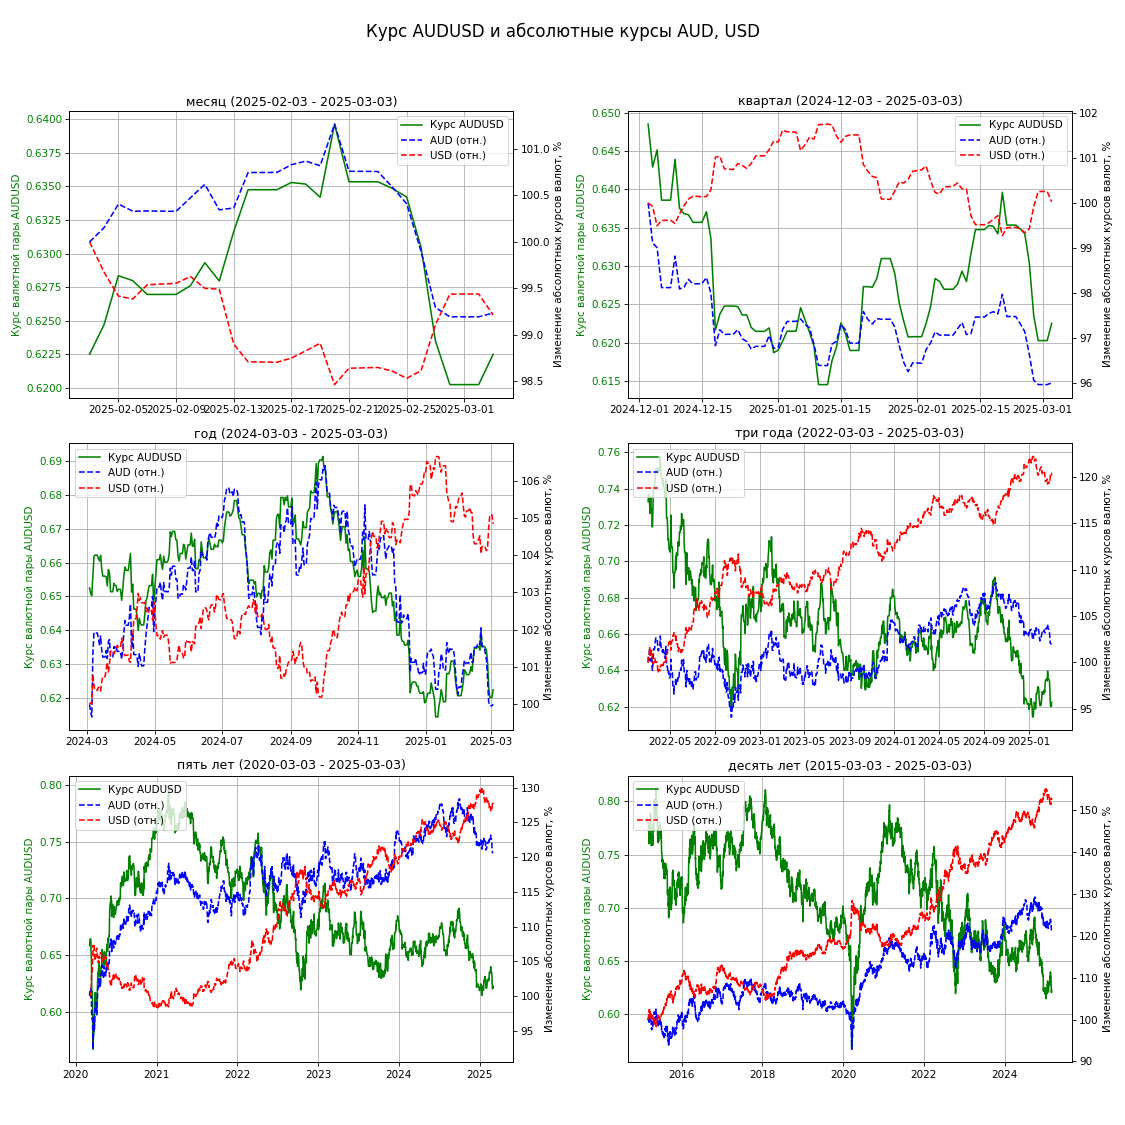 Курс AUDUSD и абсолютные курсы AUD, USD
месяц (2025-02-03 - 2025-03-03)
Курс валютной пары AUDUSD
0.6400
0.6375
0.6350
0.6325
0.6300
0.6275
0.6250
0.6225
0.6200
Курс AUDUSD
AUD (отн.)
USD (отн.)
101.0
100.5
100.0
99.5
99.0
98.5
Изменение абсолютных курсов валют, %
2025-02-05 2025-02-09 2025-02-13 2025-02-17 2025-02-21 2025-02-25 2025-03-01
квартал (2024-12-03 - 2025-03-03)
Курс валютной пары AUDUSD
0.650
0.645
0.640
0.635
0.630
0.625
0.620
0.615
Курс AUDUSD
AUD (отн.)
USD (отн.)
102
101
100
99
98
97
96
Изменение абсолютных курсов валют, %
2024-12-01 2024-12-15 2025-01-01 2025-01-15 2025-02-01 2025-02-15 2025-03-01
год (2024-03-03 - 2025-03-03)
Курс валютной пары AUDUSD
0.69
0.68
0.67
0.66
0.65
0.64
0.63
0.62
Курс AUDUSD
AUD (отн.)
USD (отн.)
106
105
104
103
102
101
100
Изменение абсолютных курсов валют, %
2024-03 2024-05 2024-07 2024-09 2024-11 2025-01 2025-03
три года (2022-03-03 - 2025-03-03)
Курс валютной пары AUDUSD
0.76
0.74
0.72
0.70
0.68
0.66
0.64
0.62
Курс AUDUSD
AUD (отн.)
USD (отн.)
120
115
110
105
100
95
Изменение абсолютных курсов валют, %
2022-05 2022-09 2023-01 2023-05 2023-09 2024-01 2024-05 2024-09 2025-01
пять лет (2020-03-03 - 2025-03-03)
Курс валютной пары AUDUSD
0.80
0.75
0.70
0.65
0.60
Курс AUDUSD
AUD (отн.)
USD (отн.)
130
125
120
115
110
105
100
95
Изменение абсолютных курсов валют, %
2020 2021 2022 2023 2024 2025
десять лет (2015-03-03 - 2025-03-03)
Курс валютной пары AUDUSD
0.80
0.75
0.70
0.65
0.60
Курс AUDUSD
AUD (отн.)
USD (отн.)
150
140
130
120
110
100
90
Изменение абсолютных курсов валют, %
2016 2018 2020 2022 2024